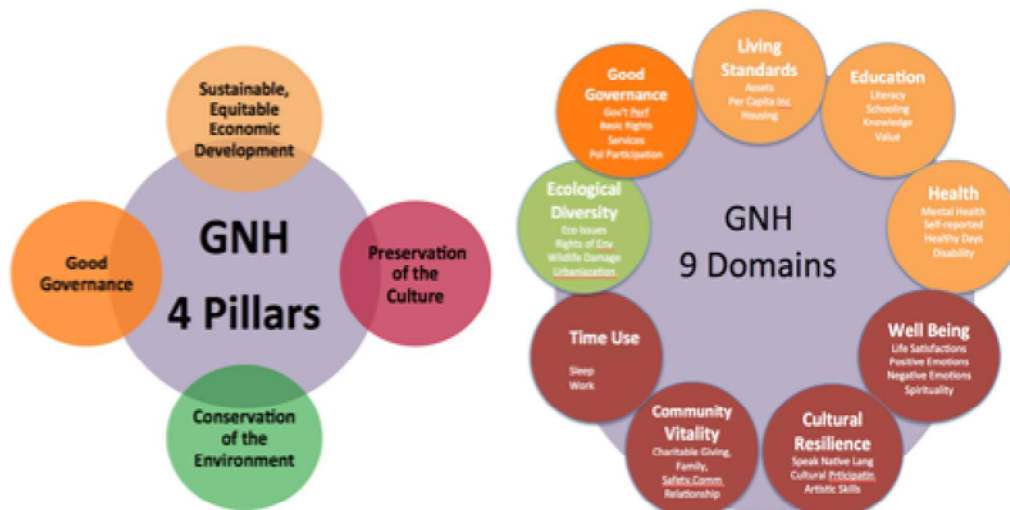 Sustainable,
Equitable
Economic
Development
Good
Governance
GNH
4 Pillars
Preservation
of the
Culture
Conservation
of the
Environment
Living
Standards
Assets
Per Capita Inc
Housing
Good
Governance
Gov't Perf
Basic Rights
Services
Pol Participation
Education
Literacy
Schooling
Knowledge
Value
Ecological
Diversity
Eco-Issues
Rights of Env
Wildlife Damage
Urbaniazation
GNH
9 Domains
Health
Mental Health
Self-reported
Healthy Days
Disability
Time Use
Sleep
Work
Well Being
Life Satisfactions
Positive Emotions
Negative Emotions
Spirituality
Community
Vitality
Charitable Giving,
Family,
Safety.Comm
Relationship
Cultural
Resilience
Speak Native Lang
Cultural Prticipatin
Artistic Skills